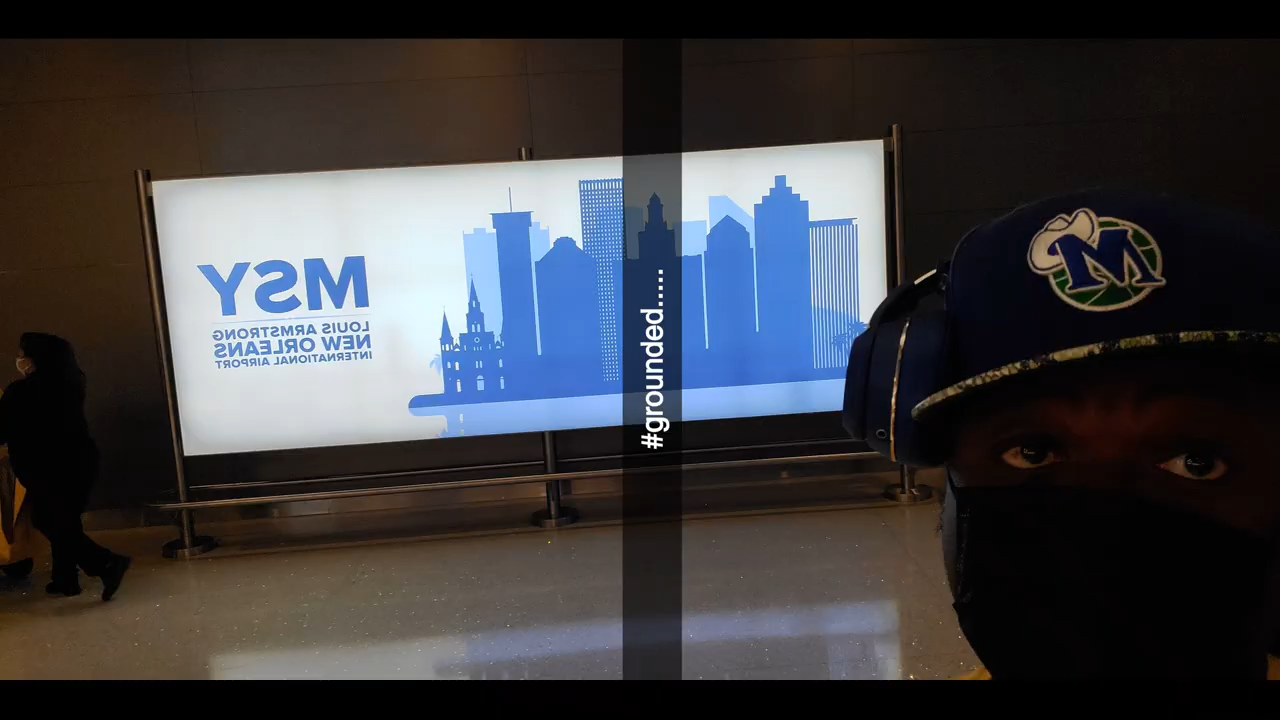 MSY
LOUIS ARMSTRONG
NEW ORLEANS
INTERNATIONAL AIRPORT
#grounded.....
M